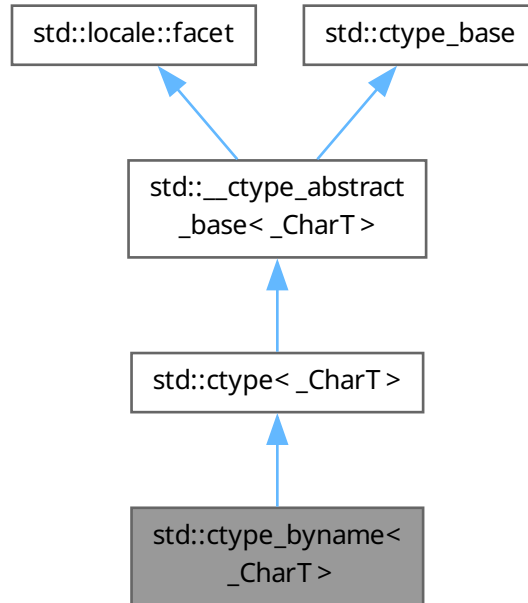 std::locale::facet
std::ctype_base
std::__ctype_abstract
_base< _CharT >
std::ctype< _CharT >
std::ctype_byname<
_CharT >